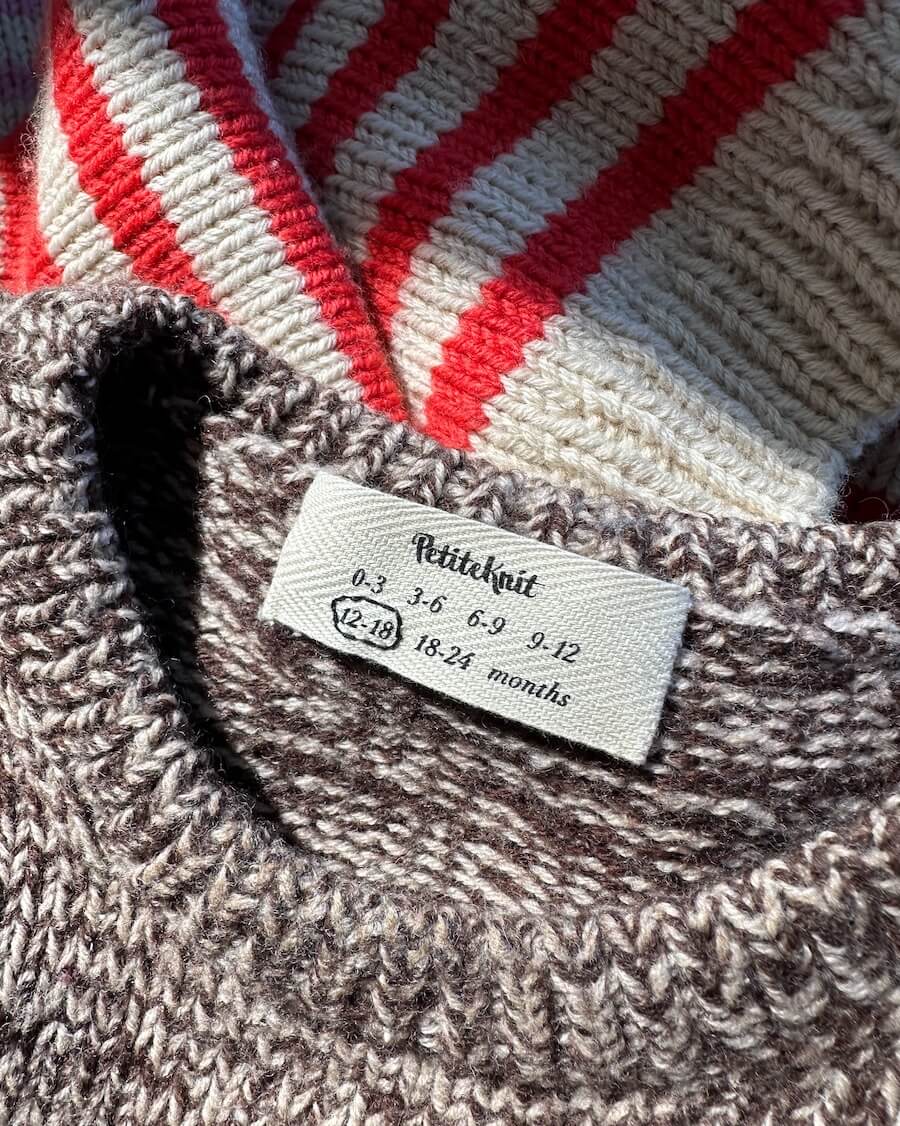 PetiteKnit
0-3 3-6 6-9 9-12
12-18 18-24 months